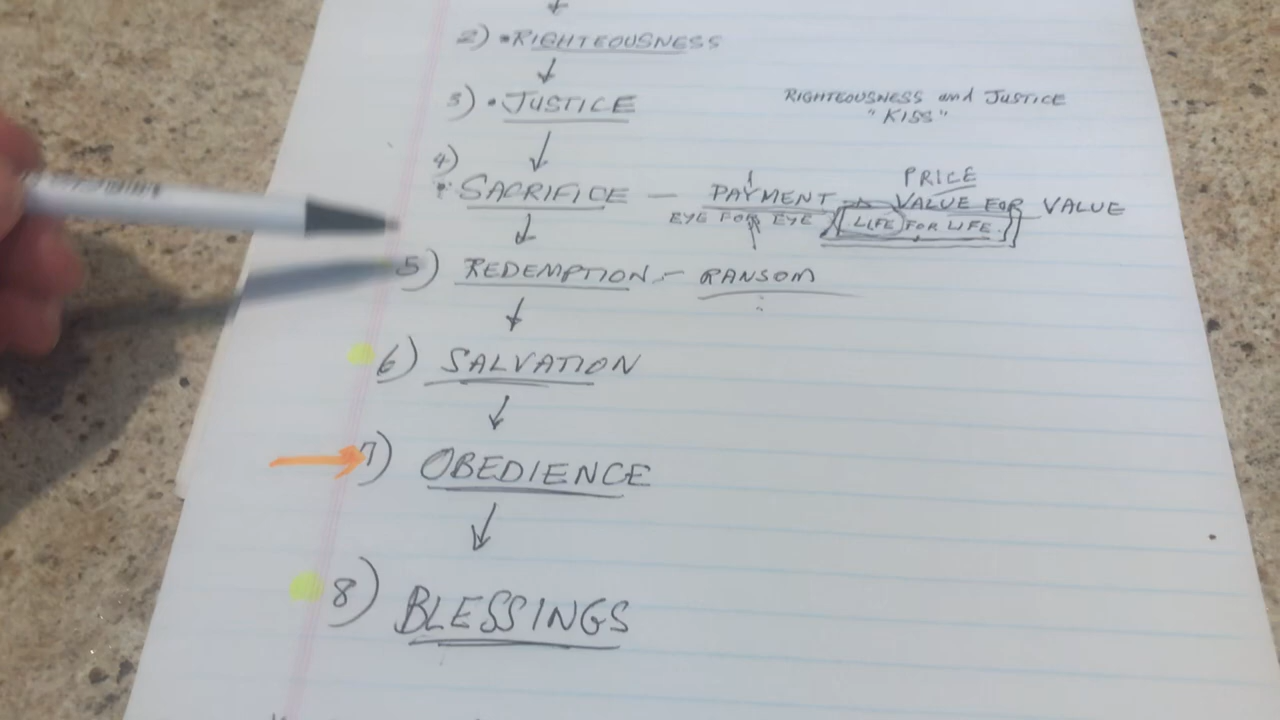 2) •RIGHTEOUSNESS
3) •JUSTICE
RIGHTEOUSNESS and JUSTICE
"KISS"
4)
•SACRIFICE — PAYMENT → VALUE FOR VALUE
PRICE
EYE FOR EYE [LIFE FOR LIFE]
5) REDEMPTION — RANSOM
6) SALVATION
7) OBEDIENCE
8) BLESSINGS